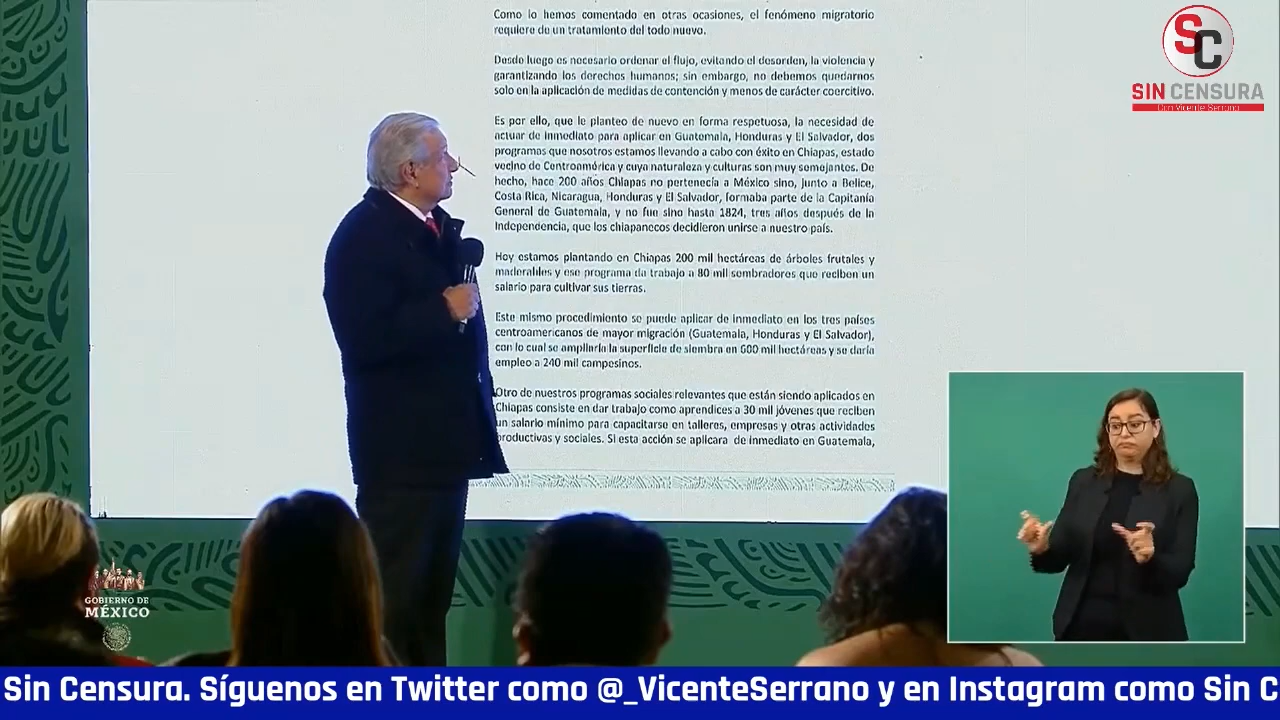 Como lo hemos comentado en otras ocasiones, el fenómeno migratorio
requiere de un tratamiento del todo nuevo.
Desde luego es necesario ordenar el flujo, evitando el desorden, la violencia y
garantizando los derechos humanos; sin embargo, no debemos quedarnos
solo en la aplicación de medidas de contención y menos de carácter coercitivo.
Es por ello, que le planteo de nuevo en forma respetuosa, la necesidad de
actuar de inmediato para aplicar en Guatemala, Honduras y El Salvador, dos
programas que nosotros estamos llevando a cabo con éxito en Chiapas, estado
vecino de Centroamérica y cuya naturaleza y culturas son muy semejantes. De
hecho, hace 200 años Chiapas no pertenecía a México sino, junto a Belice,
Costa Rica, Nicaragua, Honduras y El Salvador, formaba parte de la Capitanía
General de Guatemala, y no fue sino hasta 1824, tres años después de la
Independencia, que los chiapanecos decidieron unirse a nuestro país.
Hoy estamos plantando en Chiapas 200 mil hectáreas de árboles frutales y
maderables y ese programa da trabajo a 80 mil sembradores que reciben un
salario para cultivar sus tierras.
Este mismo procedimiento se puede aplicar de inmediato en los tres países
centroamericanos de mayor migración (Guatemala, Honduras y El Salvador),
con lo cual se ampliaría la superficie de siembra en 600 mil hectáreas y se daría
empleo a 240 mil campesinos.
Otro de nuestros programas sociales relevantes que están siendo aplicados en
Chiapas consiste en dar trabajo como aprendices a 30 mil jóvenes que reciben
un salario mínimo para capacitarse en talleres, empresas y otras actividades
productivas y sociales. Si esta acción se aplicara de inmediato en Guatemala,
SC
SIN CENSURA
Con Vicente Serrano
GOBIERNO DE
MÉXICO
Sin Censura. Síguenos en Twitter como @_VicenteSerrano y en Instagram como Sin C